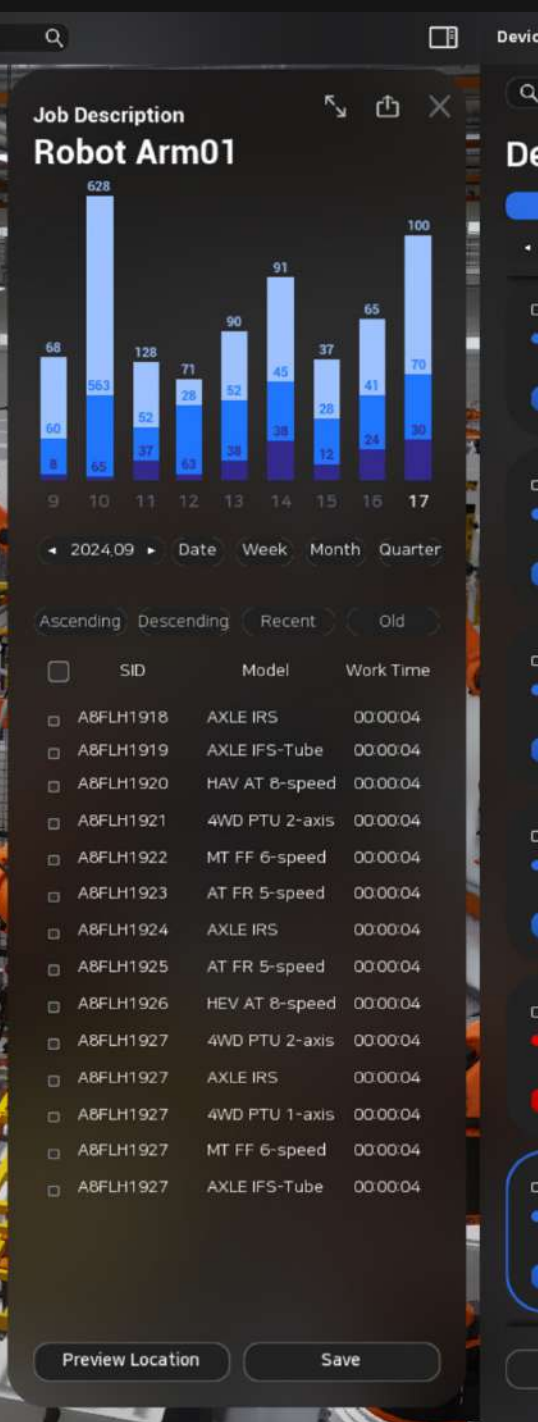 Devic
Job Description
Robot Arm01
De
628
100
91
90
65
68
128
37
71
70
563
45
41
28
52
28
60
52
38
30
37
38
24
12
8
65
63
9 10 11 12 13 14 15 16 17
2024.09 Date Week Month Quarter
Ascending Descending Recent Old
SID Model Work Time
A8FLH1918 AXLE IRS 00:00:04
A8FLH1919 AXLE IFS-Tube 00:00:04
A8FLH1920 HAV AT 8-speed 00:00:04
A8FLH1921 4WD PTU 2-axis 00:00:04
A8FLH1922 MT FF 6-speed 00:00:04
A8FLH1923 AT FR 5-speed 00:00:04
A8FLH1924 AXLE IRS 00:00:04
A8FLH1925 AT FR 5-speed 00:00:04
A8FLH1926 HEV AT 8-speed 00:00:04
A8FLH1927 4WD PTU 2-axis 00:00:04
A8FLH1927 AXLE IRS 00:00:04
A8FLH1927 4WD PTU 1-axis 00:00:04
A8FLH1927 MT FF 6-speed 00:00:04
A8FLH1927 AXLE IFS-Tube 00:00:04
Preview Location Save